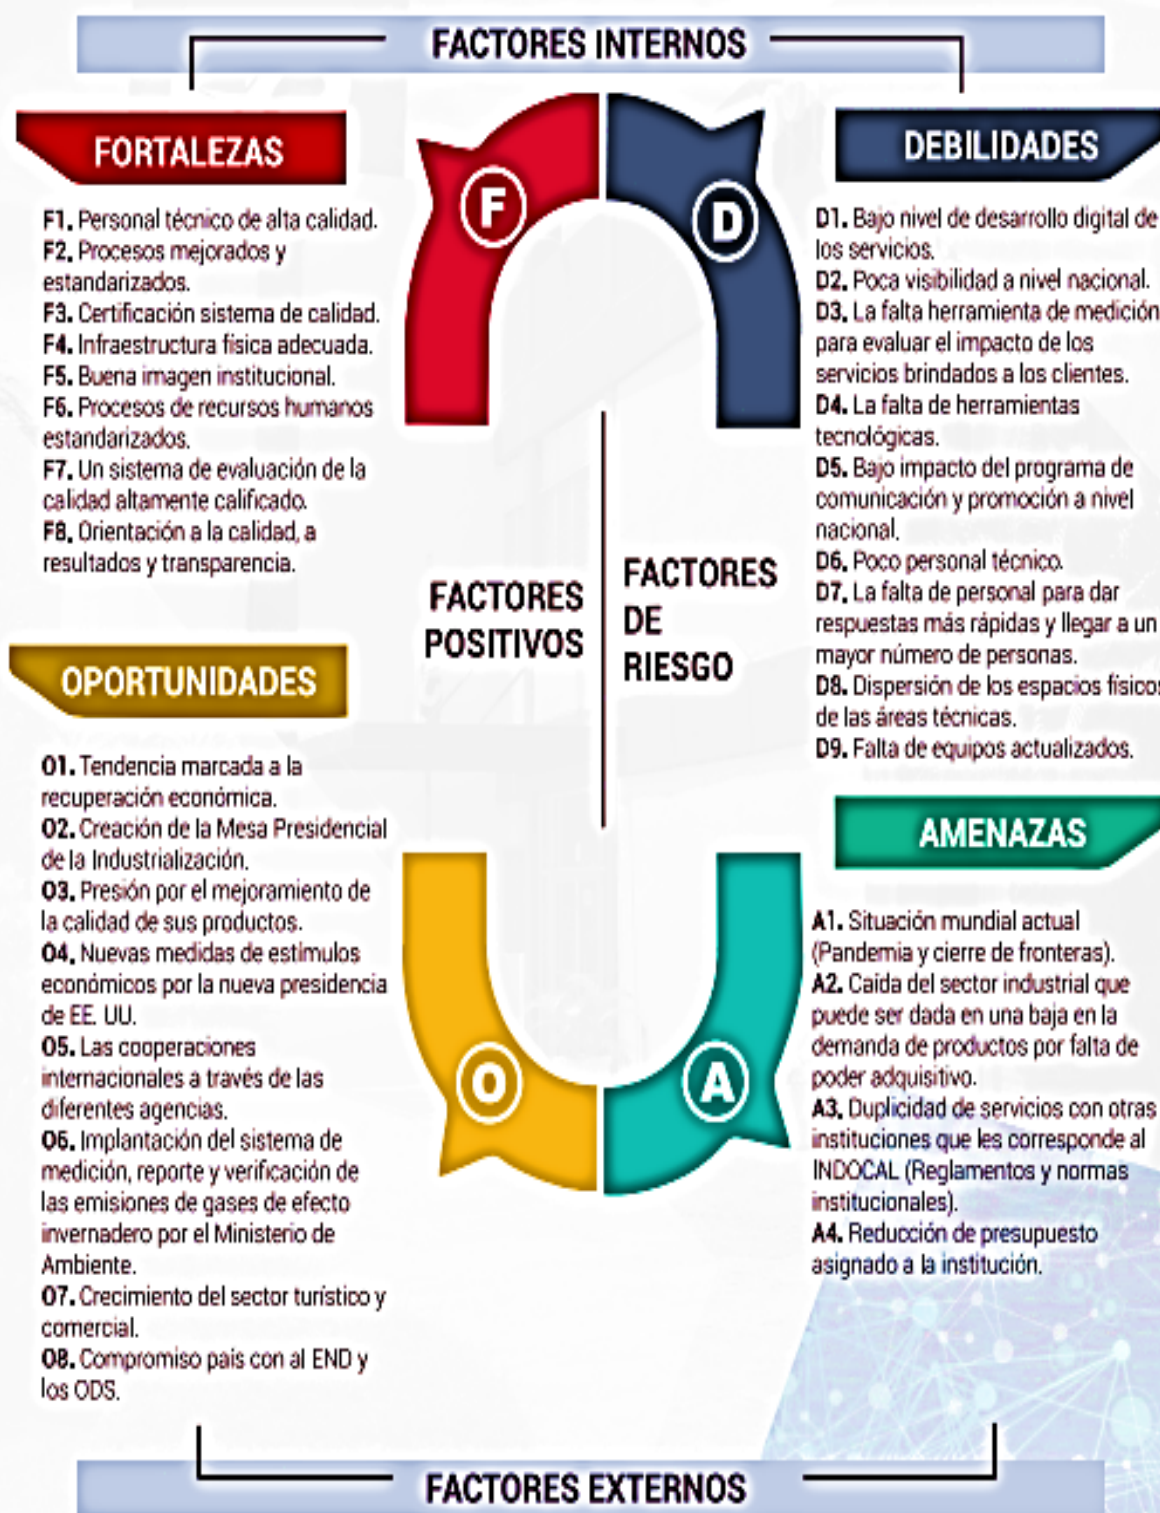 FACTORES INTERNOS
FORTALEZAS
F1. Personal técnico de alta calidad.
F2. Procesos mejorados y
estandarizados.
F3. Certificación sistema de calidad.
F4. Infraestructura física adecuada.
F5. Buena imagen institucional.
F6. Procesos de recursos humanos
estandarizados.
F7. Un sistema de evaluación de la
calidad altamente calificado.
F8. Orientación a la calidad, a
resultados y transparencia.
F
D
DEBILIDADES
D1. Bajo nivel de desarrollo digital de
los servicios.
D2. Poca visibilidad a nivel nacional.
D3. La falta herramienta de medición
para evaluar el impacto de los
servicios brindados a los clientes.
D4. La falta de herramientas
tecnológicas.
D5. Bajo impacto del programa de
comunicación y promoción a nivel
nacional.
D6. Poco personal técnico.
D7. La falta de personal para dar
respuestas más rápidas y llegar a un
mayor número de personas.
D8. Dispersión de los espacios físicos
de las áreas técnicas.
D9. Falta de equipos actualizados.
FACTORES
POSITIVOS
FACTORES
DE
RIESGO
OPORTUNIDADES
O1. Tendencia marcada a la
recuperación económica.
O2. Creación de la Mesa Presidencial
de la Industrialización.
O3. Presión por el mejoramiento de
la calidad de sus productos.
O4. Nuevas medidas de estímulos
económicos por la nueva presidencia
de EE. UU.
O5. Las cooperaciones
internacionales a través de las
diferentes agencias.
O6. Implantación del sistema de
medición, reporte y verificación de
las emisiones de gases de efecto
invernadero por el Ministerio de
Ambiente.
O7. Crecimiento del sector turístico y
comercial.
O8. Compromiso país con al END y
los ODS.
O
A
AMENAZAS
A1. Situación mundial actual
(Pandemia y cierre de fronteras).
A2. Caída del sector industrial que
puede ser dada en una baja en la
demanda de productos por falta de
poder adquisitivo.
A3. Duplicidad de servicios con otras
instituciones que les corresponde al
INDOCAL (Reglamentos y normas
institucionales).
A4. Reducción de presupuesto
asignado a la institución.
FACTORES EXTERNOS